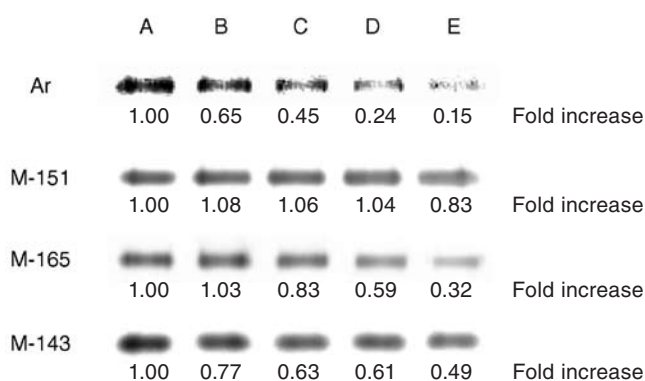 A B C D E
Ar
1.00 0.65 0.45 0.24 0.15 Fold increase
M-151
1.00 1.08 1.06 1.04 0.83 Fold increase
M-165
1.00 1.03 0.83 0.59 0.32 Fold increase
M-143
1.00 0.77 0.63 0.61 0.49 Fold increase